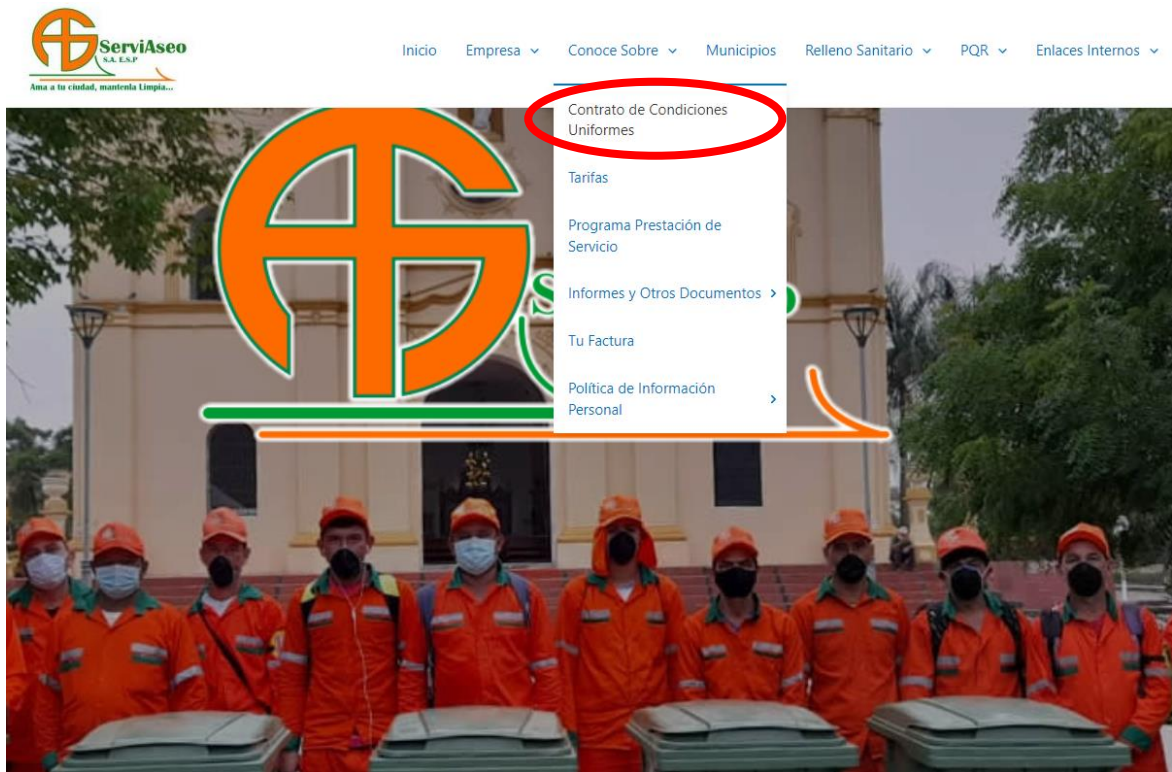 ServiAseo
S.A. E.S.P
Ama a tu ciudad, mantenla Limpia...
Inicio
Empresa
Conoce Sobre
Municipios
Relleno Sanitario
PQR
Enlaces Internos
Contrato de Condiciones
Uniformes
Tarifas
Programa Prestación de
Servicio
Informes y Otros Documentos
Tu Factura
Política de Información
Personal